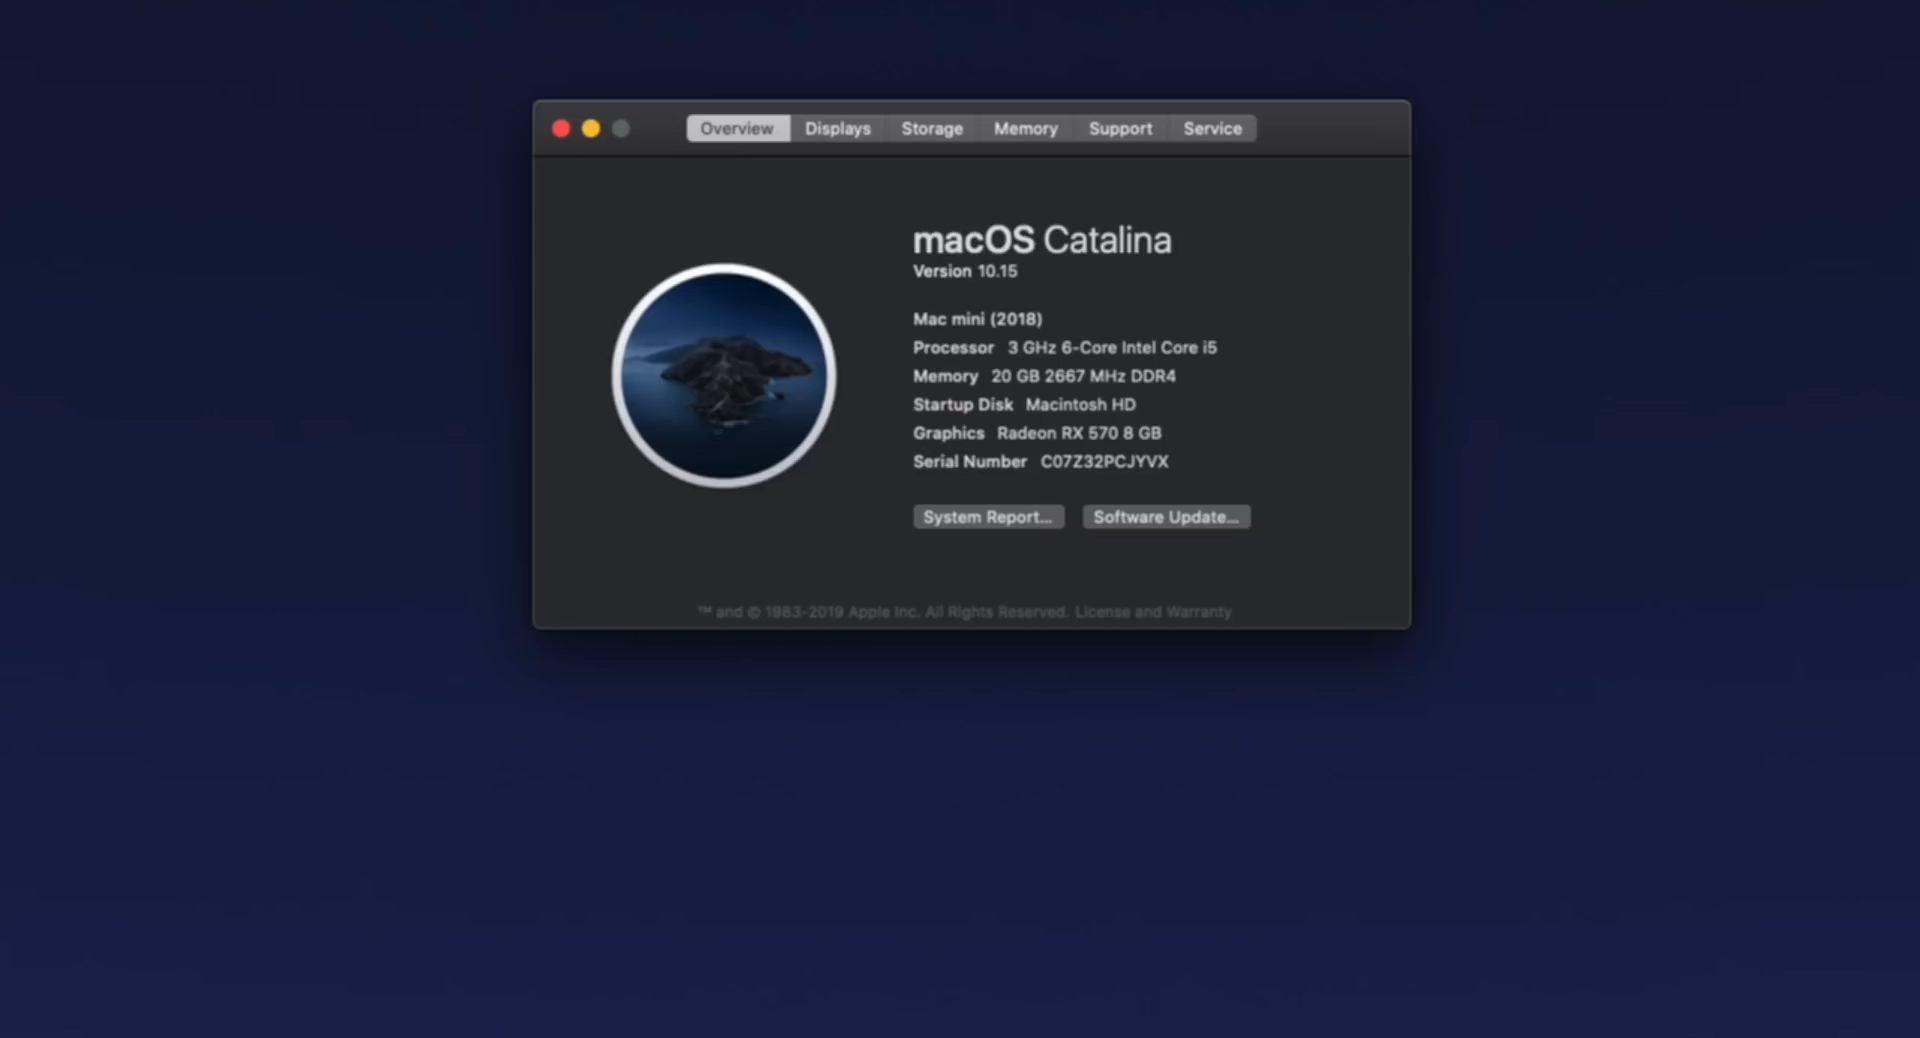 Overview Displays Storage Memory Support Service
macOS Catalina
Version 10.15
Mac mini (2018)
Processor 3 GHz 6-Core Intel Core i5
Memory 20 GB 2667 MHz DDR4
Startup Disk Macintosh HD
Graphics Radeon RX 570 8 GB
Serial Number C07Z32PCJYVX
System Report... Software Update...
™ and © 1983-2019 Apple Inc. All Rights Reserved. License and Warranty